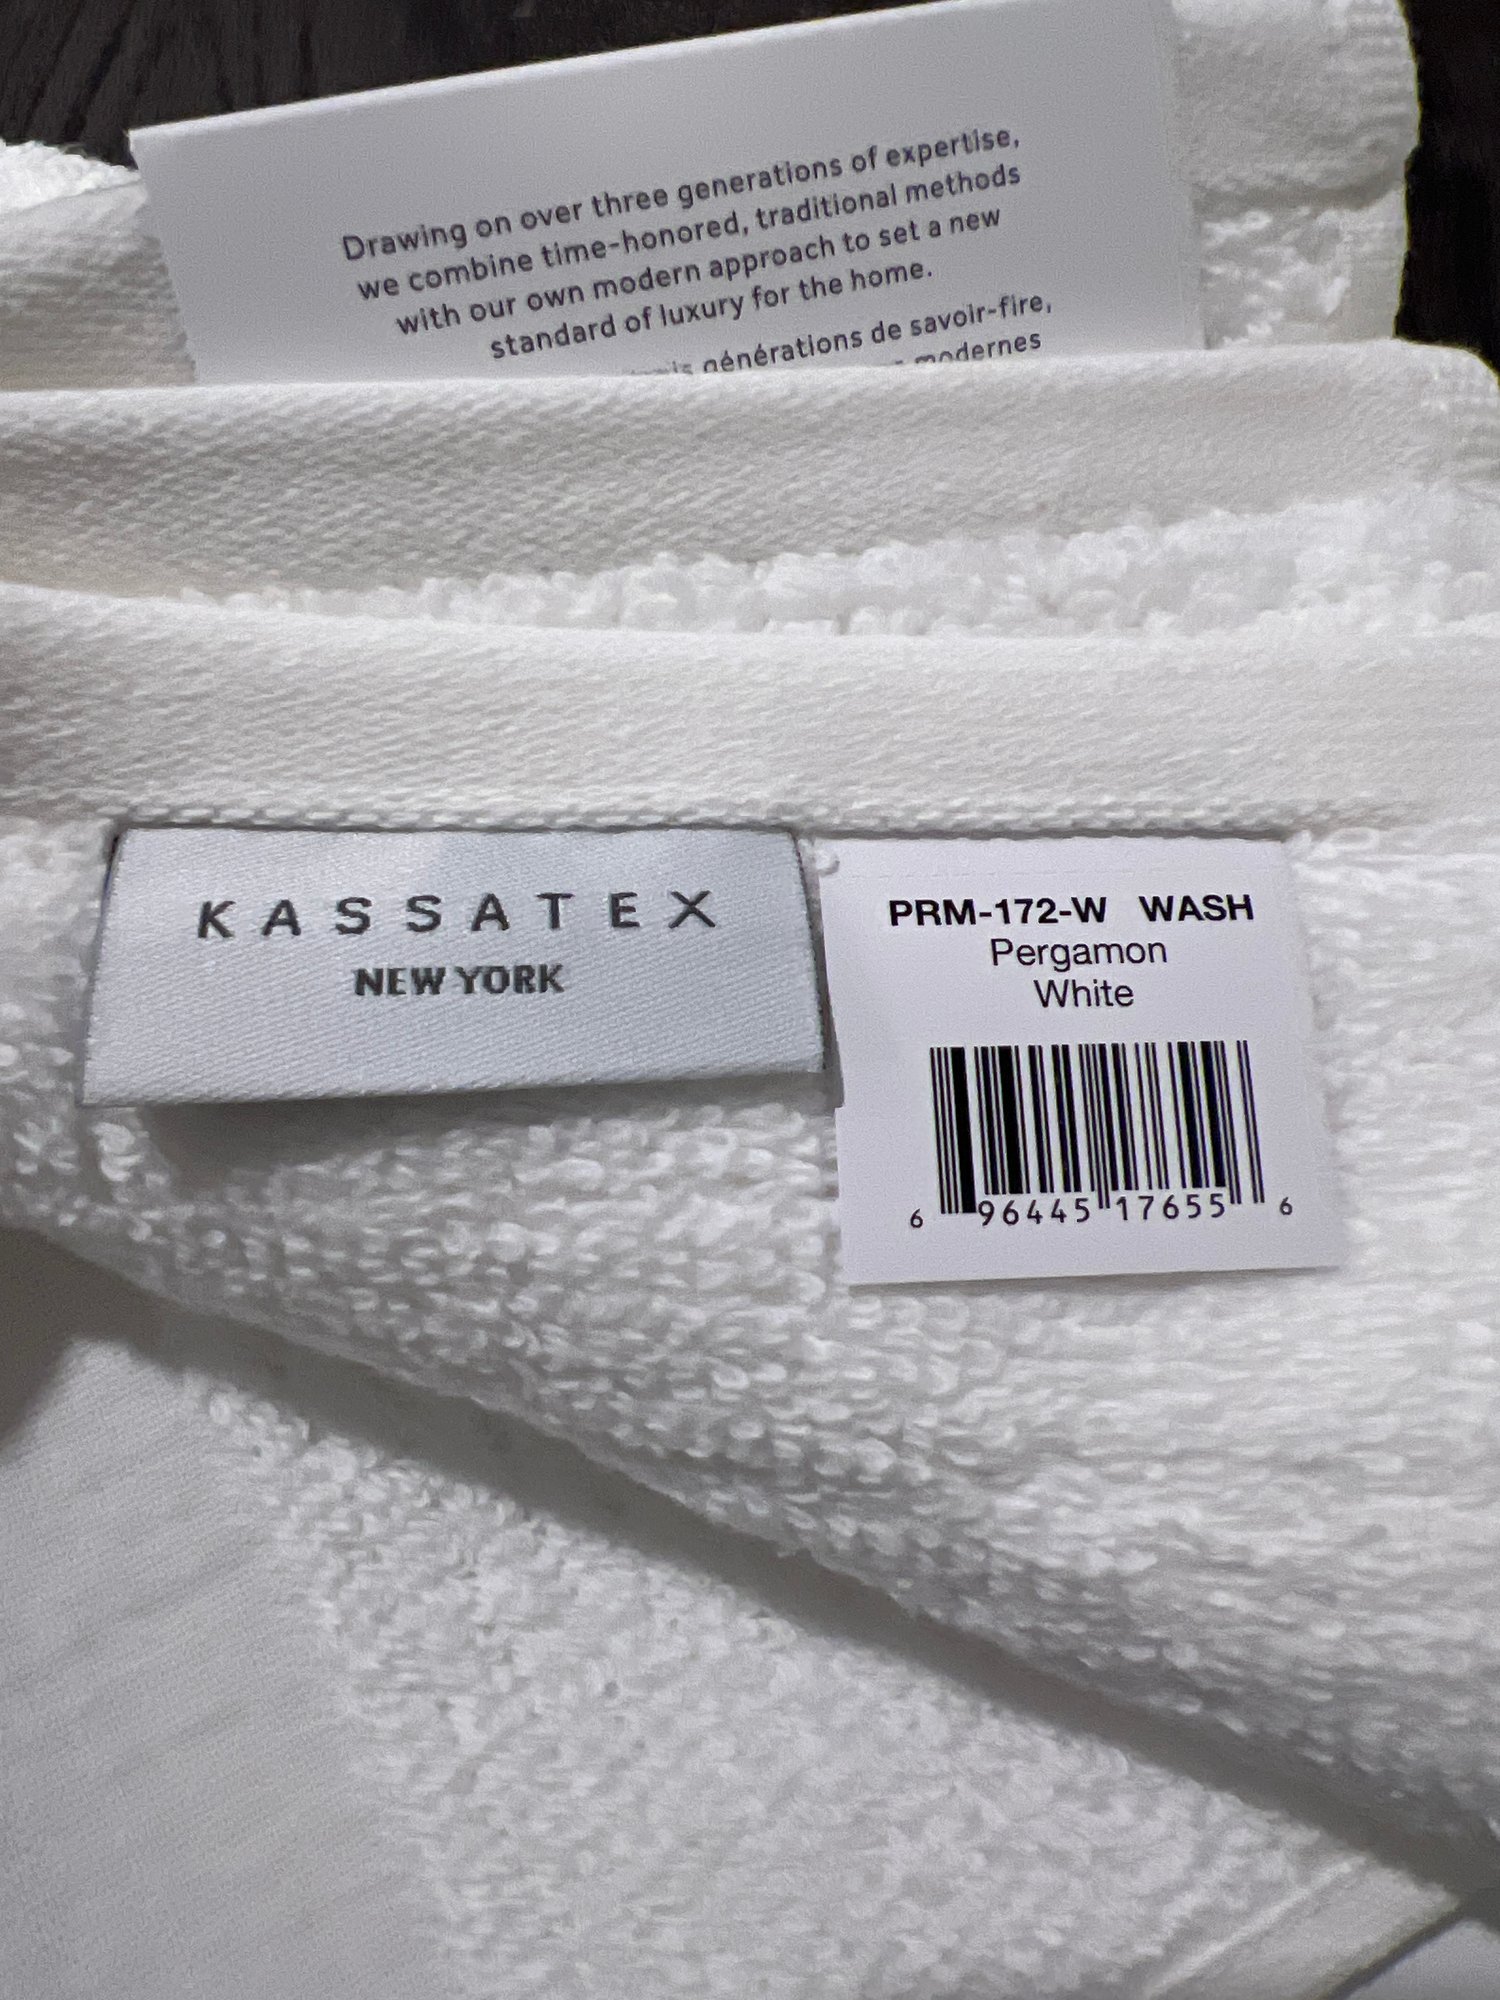 Drawing on over three generations of expertise,
we combine time-honored, traditional methods
with our own modern approach to set a new
standard of luxury for the home.
générations de savoir-fire,
modernes
KASSATEX
NEW YORK
PRM-172-W WASH
Pergamon
White
6 96445 17655 6